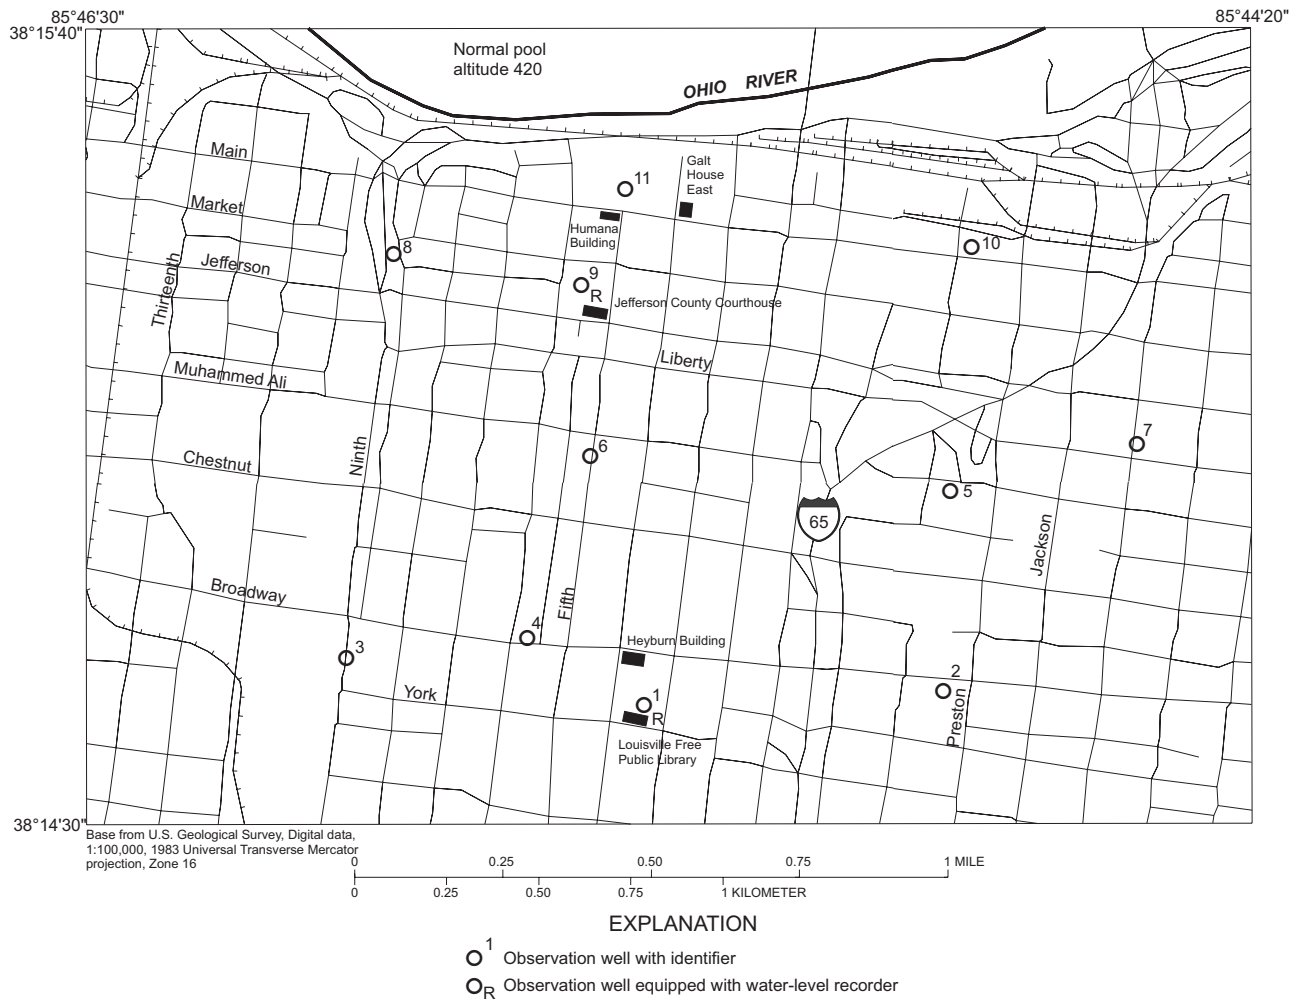 85°46'30"
85°44'20"
38°15'40"
Normal pool
altitude 420
OHIO RIVER
Main
11
Galt
House
East
Market
Humana
Building
8
10
Jefferson
9
R
Thirteenth
Jefferson County Courthouse
Liberty
Muhammed Ali
7
6
Ninth
Chestnut
5
65
Jackson
Broadway
Fifth
4
Heyburn Building
3
2
York
1
R
Preston
Louisville Free
Public Library
38°14'30"
Base from U.S. Geological Survey, Digital data,
1:100,000, 1983 Universal Transverse Mercator
projection, Zone 16
0 0.25 0.50 0.75 1 MILE
0 0.25 0.50 0.75 1 KILOMETER
EXPLANATION
1 Observation well with identifier
R Observation well equipped with water-level recorder